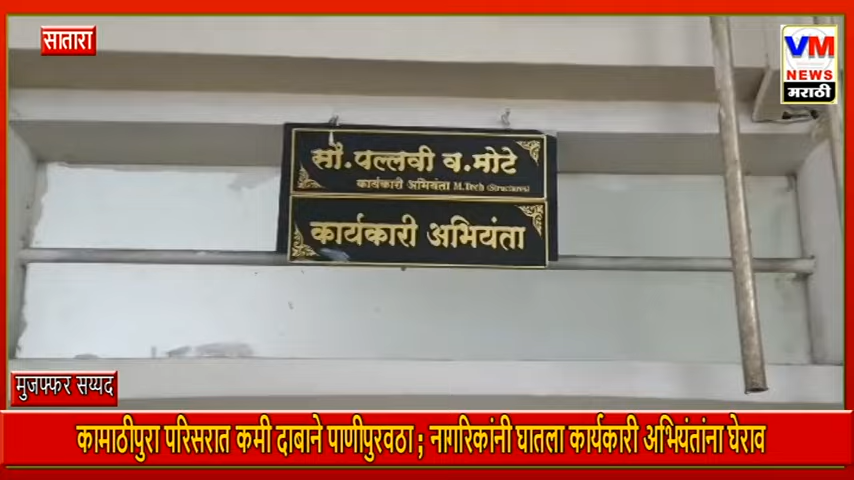 सातारा
VM
NEWS
मराठी
सौ. पल्लवी व. मोटे
कार्यकारी अभियंता M.Tech (Structures)
कार्यकारी अभियंता
मुजफ्फर सय्यद
कामाठीपुरा परिसरात कमी दाबाने पाणीपुरवठा ; नागरिकांनी घातला कार्यकारी अभियंतांना घेराव